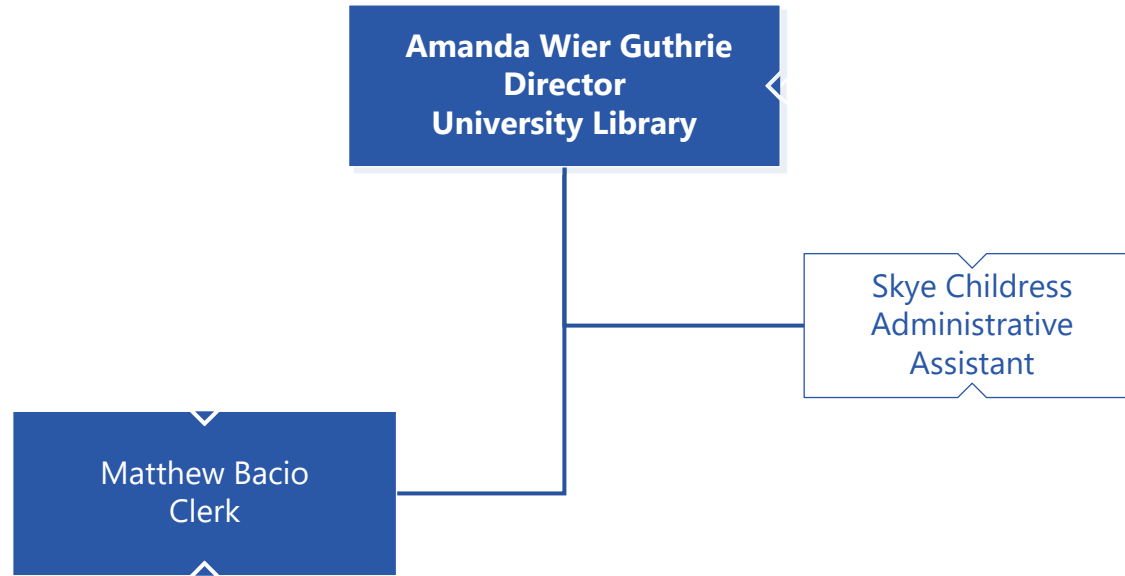 Amanda Wier Guthrie
Director
University Library
Skye Childress
Administrative
Assistant
Matthew Bacio
Clerk